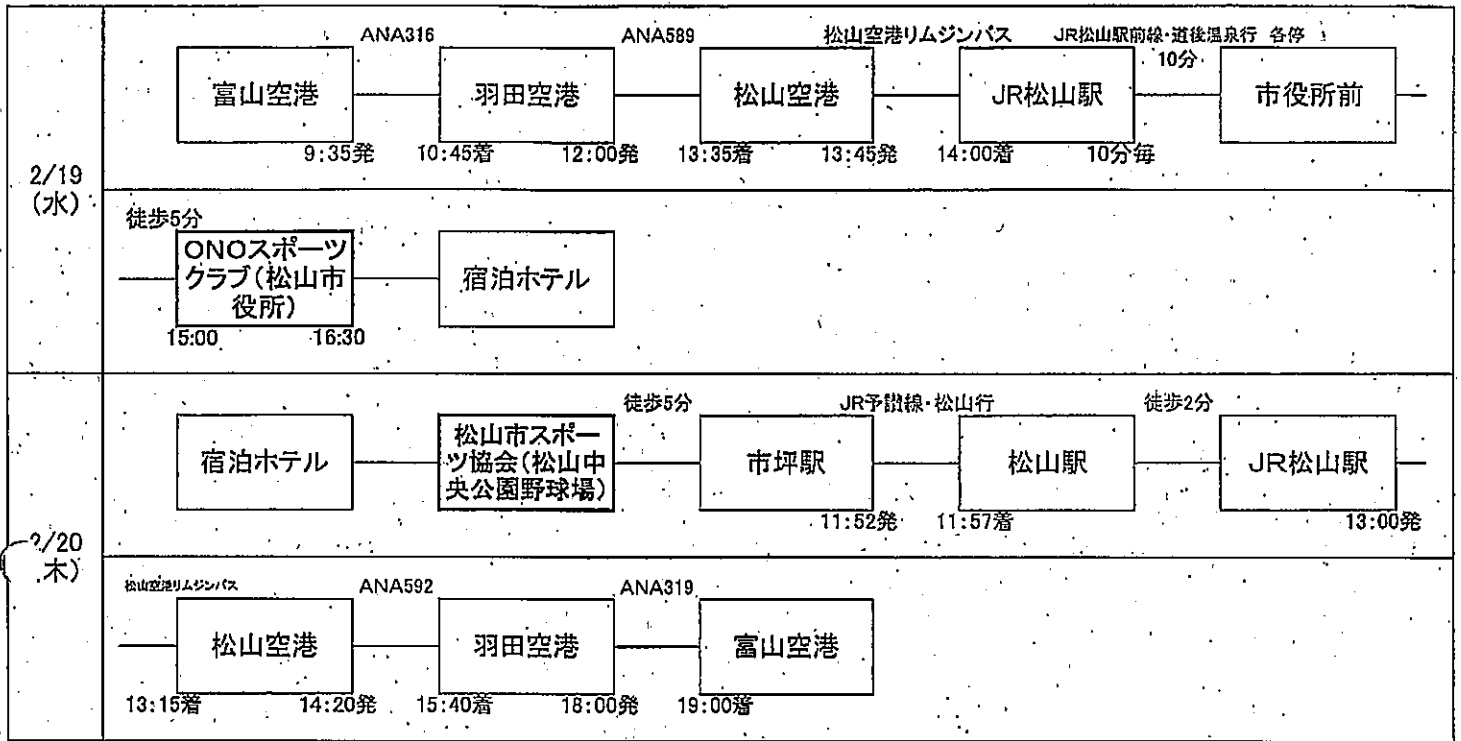 2/19
(水)
ANA316
ANA589
松山空港リムジンバス
JR松山駅前線・道後温泉行 各停
10分
富山空港
羽田空港
松山空港
JR松山駅
市役所前
9:35発
10:45着
12:00発
13:35着
13:45発
14:00着
10分毎
徒歩5分
ONOスポーツ
クラブ(松山市
役所)
宿泊ホテル
15:00
16:30
2/20
木)
徒歩5分
JR予讃線・松山行
徒歩2分
宿泊ホテル
松山市スポー
ツ協会(松山中
央公園野球場)
市坪駅
松山駅
JR松山駅
11:52発
11:57着
13:00発
松山空港リムジンバス
ANA592
ANA319
松山空港
羽田空港
富山空港
13:15着
14:20発
15:40着
18:00発
19:00着